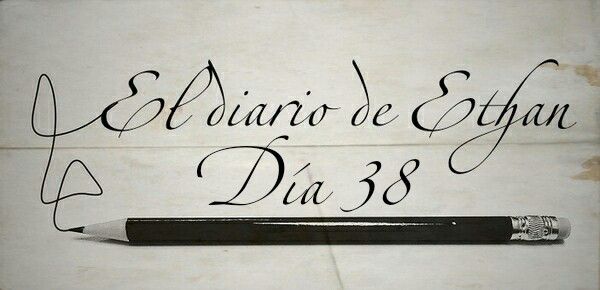 El diario de Ethan
Día 38